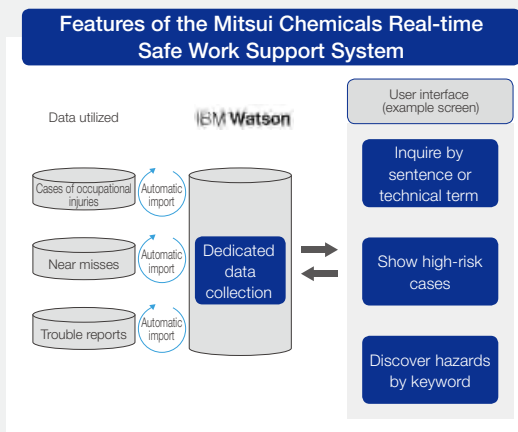 Features of the Mitsui Chemicals Real-time
Safe Work Support System
Data utilized
IBM Watson
User interface
(example screen)
Cases of occupational
injuries
Automatic
import
Near misses
Automatic
import
Trouble reports
Automatic
import
Dedicated
data
collection
Inquire by
sentence or
technical term
Show high-risk
cases
Discover hazards
by keyword